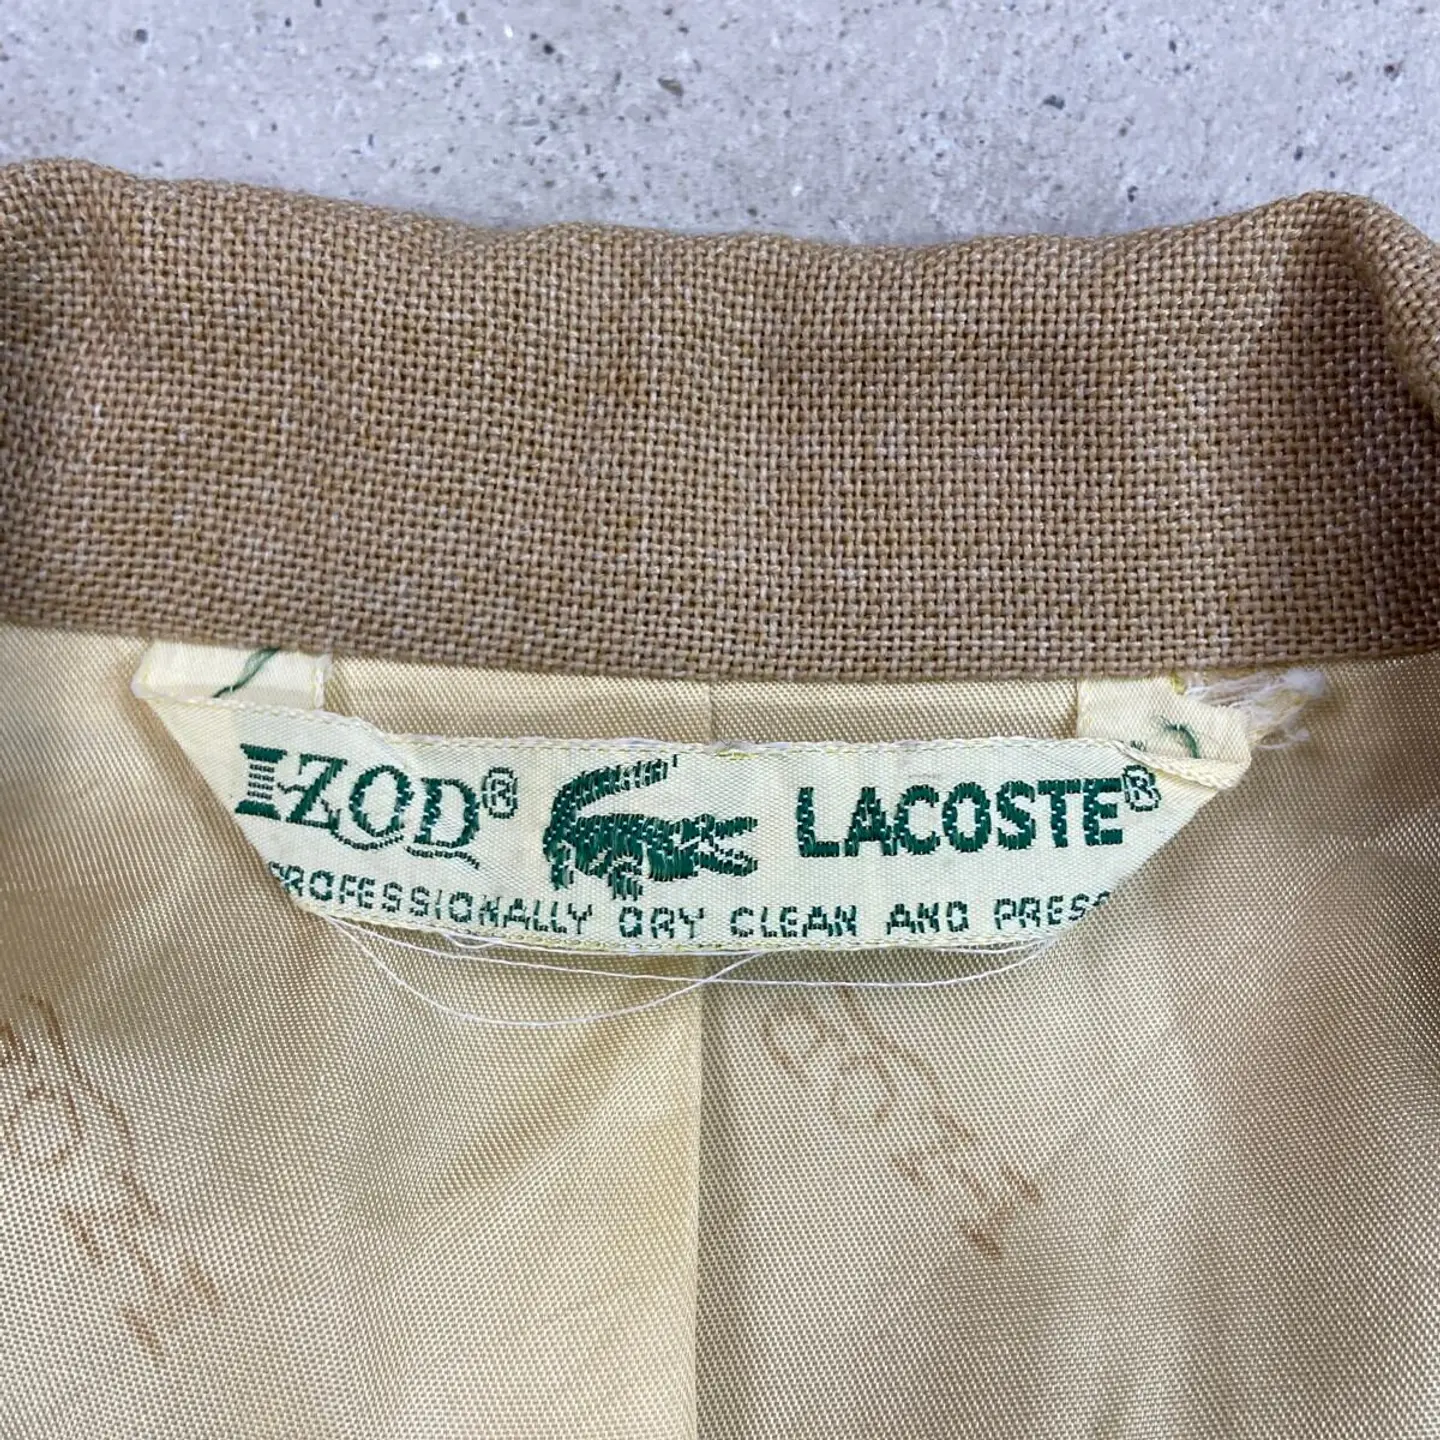 IZOD® LACOSTE®
PROFESSIONALLY DRY CLEAN AND PRESS